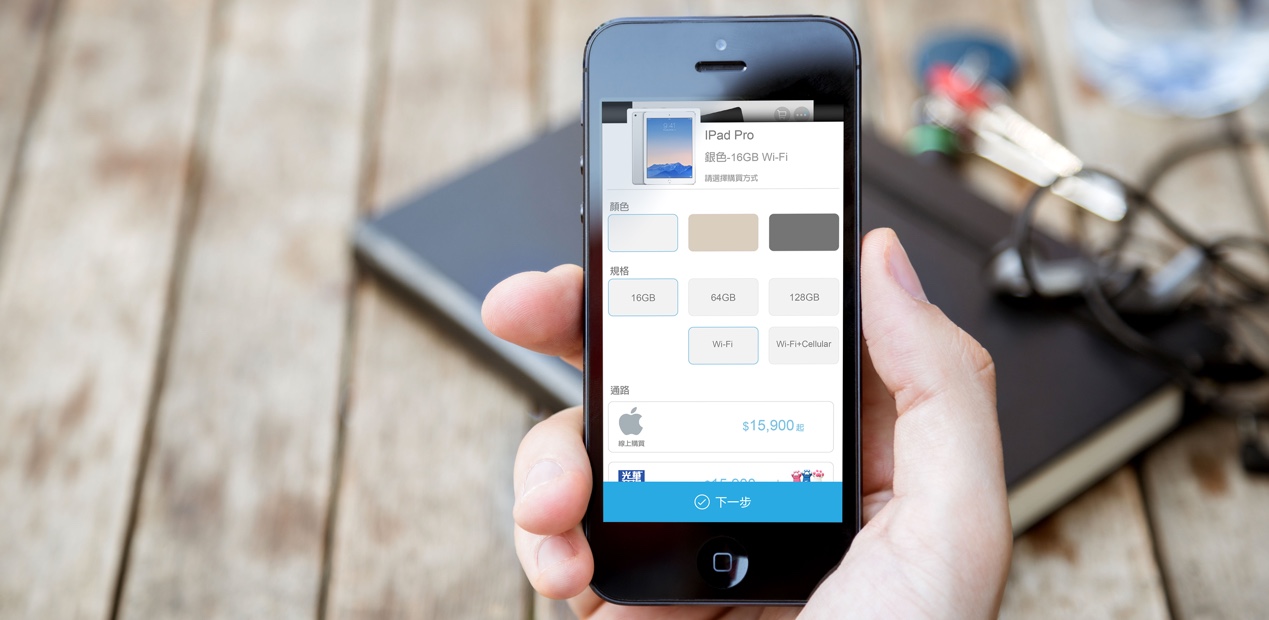 IPad Pro
銀色-16GB Wi-Fi
請選擇購買方式
顏色
規格
16GB 64GB 128GB
Wi-Fi Wi-Fi+Cellular
通路
$15,900 起
線上購買
光華
下一步